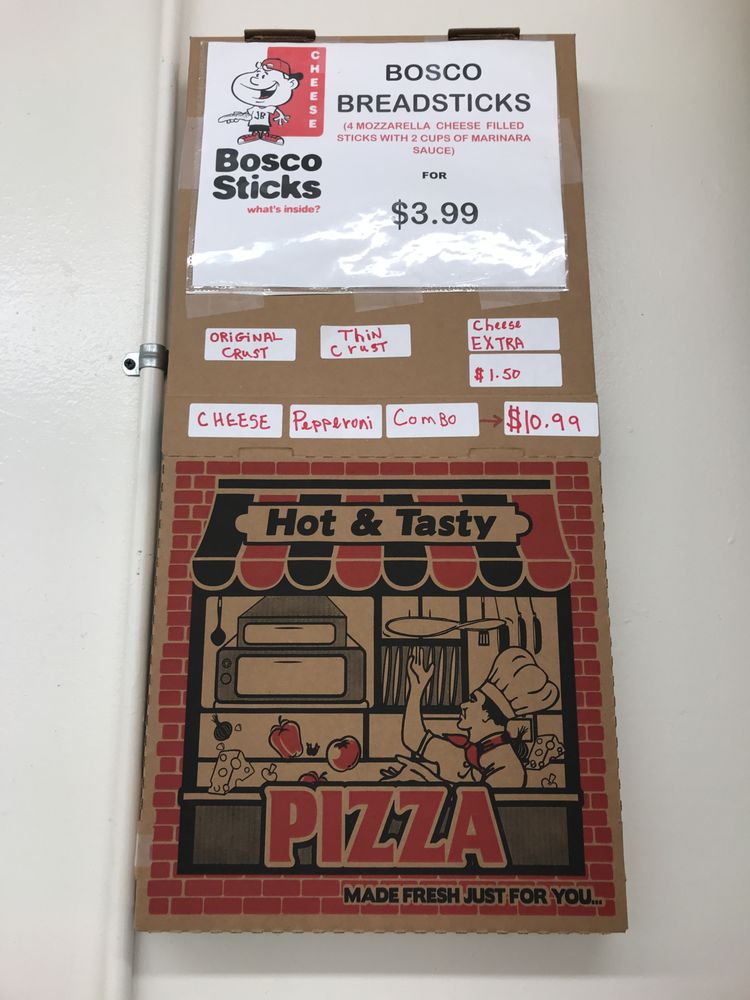 CHEESE
JB
Bosco
Sticks
what's inside?
BOSCO
BREADSTICKS
(4 MOZZARELLA CHEESE FILLED
STICKS WITH 2 CUPS OF MARINARA
SAUCE)
FOR
$3.99
ORIGINAL
CRUST
THIN
CRUST
Cheese
EXTRA
$1.50
CHEESE Pepperoni COMBO → $10.99
Hot & Tasty
PIZZA
MADE FRESH JUST FOR YOU...